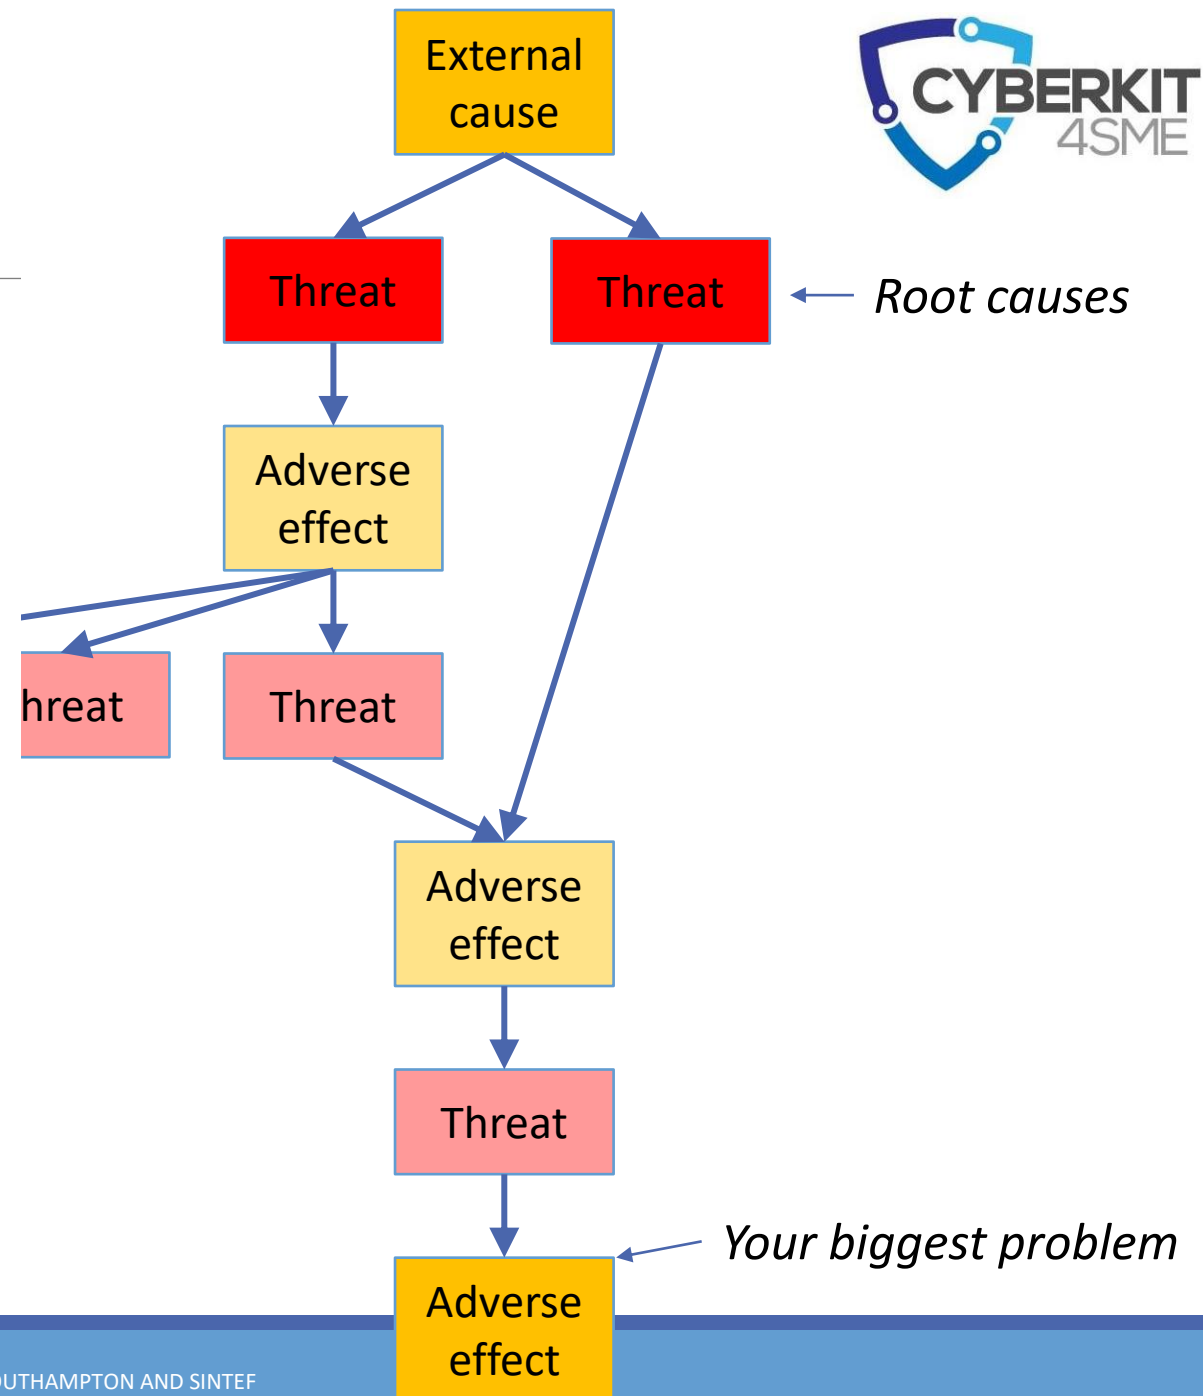 External
cause
CYBERKIT
4SME
Threat
Threat
Root causes
Adverse
effect
hreat
Threat
Adverse
effect
Threat
Your biggest problem
Adverse
effect
OUTHAMPTON AND SINTEF